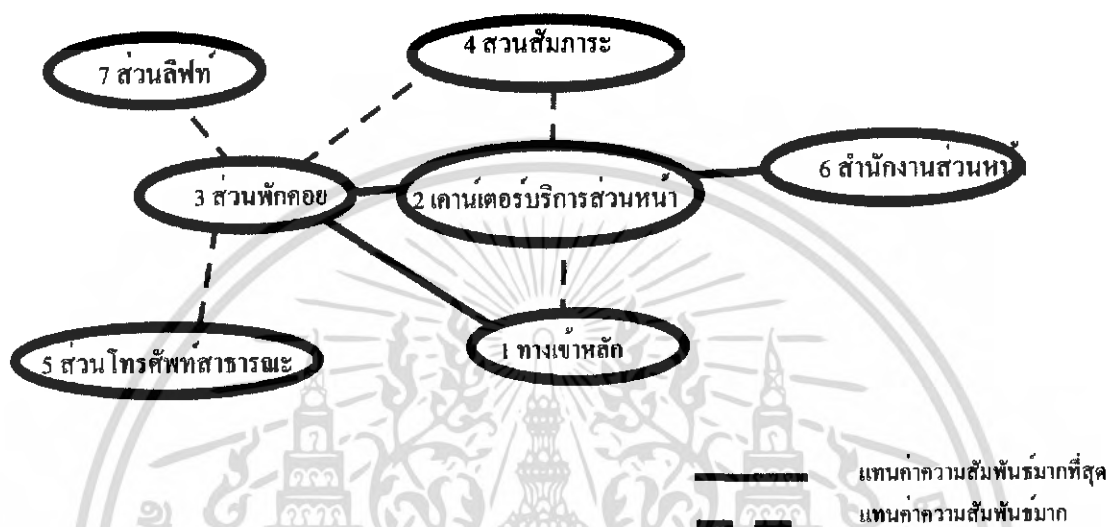 4 สวนสัมภาระ
7 ส่วนลีฟท์
6 สำนักงานส่วนหน้า
3 ส่วนพักคอย
2 เคาน์เตอร์บริการส่วนหน้า
1 ทางเข้าหลัก
5 ส่วนโทรศัพท์สาธารณะ
แทนค่าความสัมพันธ์มากที่สุด
แทนค่าความสัมพันธ์มาก